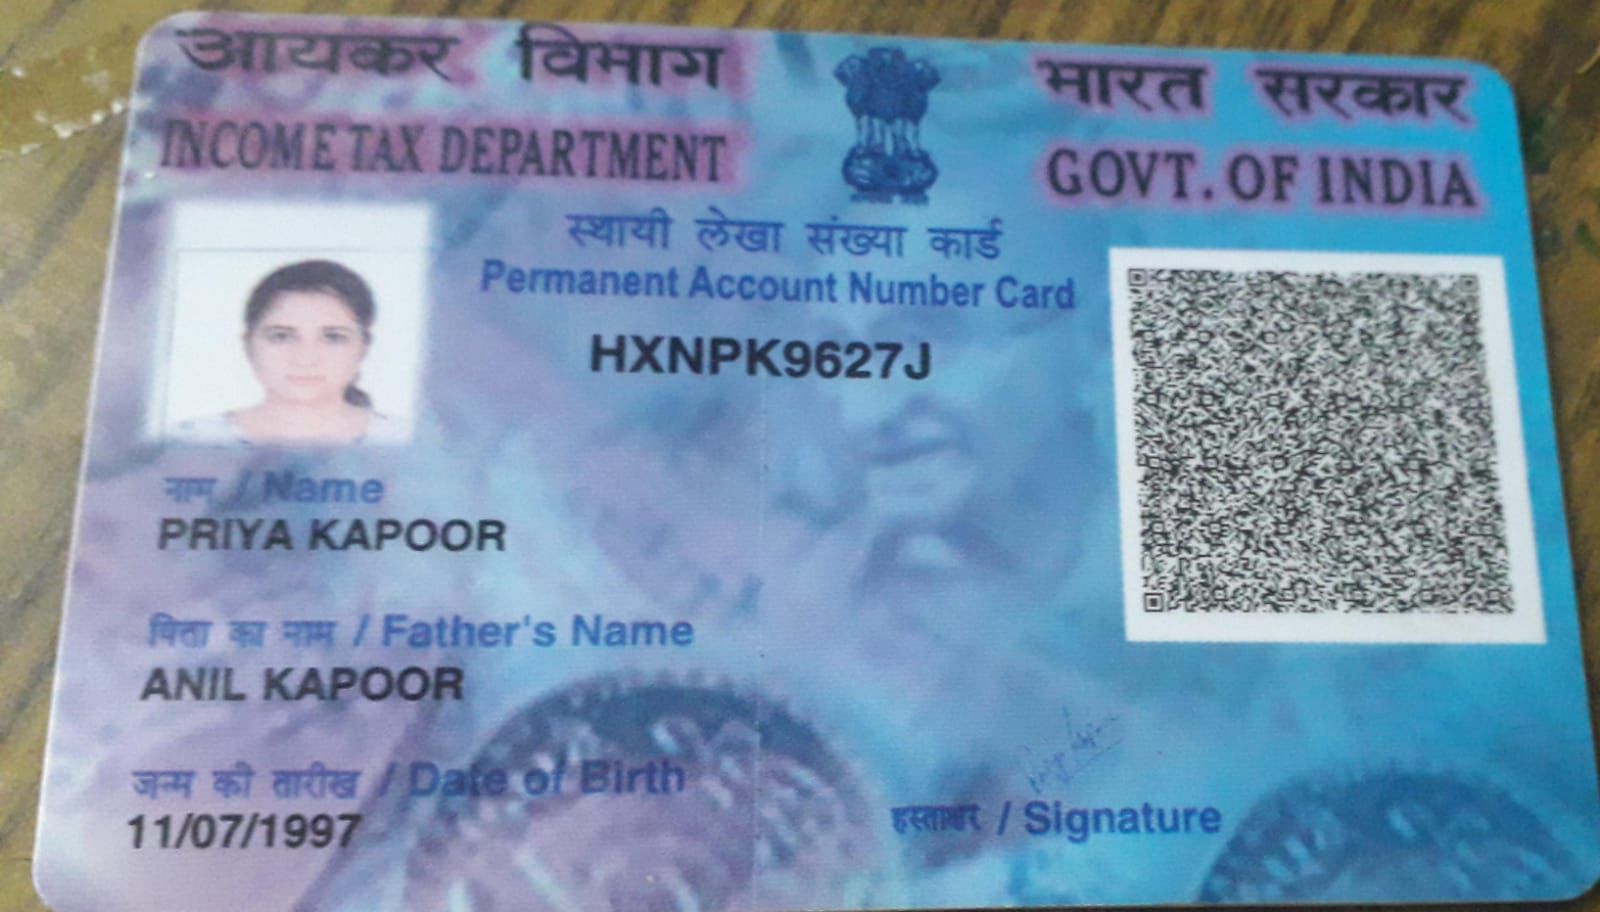 आयकर विभाग
INCOME TAX DEPARTMENT
भारत सरकार
GOVT. OF INDIA
स्थायी लेखा संख्या कार्ड
Permanent Account Number Card
HXNPK9627J
नाम / Name
PRIYA KAPOOR
पिता का नाम / Father's Name
ANIL KAPOOR
जन्म की तारीख / Date of Birth
11/07/1997
हस्ताक्षर / Signature